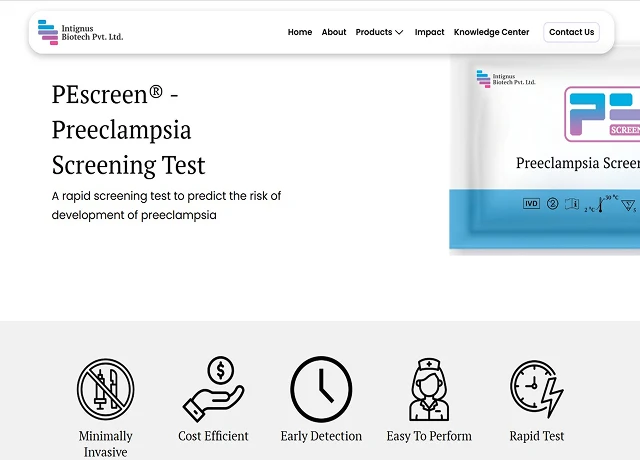 Intignus
Biotech Pvt. Ltd.
Home About Products Impact Knowledge Center Contact Us
PEscreen® -
Preeclampsia
Screening Test
A rapid screening test to predict the risk of
development of preeclampsia
Intignus
Biotech Pvt. Ltd.
PE
SCREEN
Preeclampsia Screen
IVD 2 i 2 °C 30 °C
$
Minimally
Invasive
Cost Efficient
Early Detection
Easy To Perform
Rapid Test